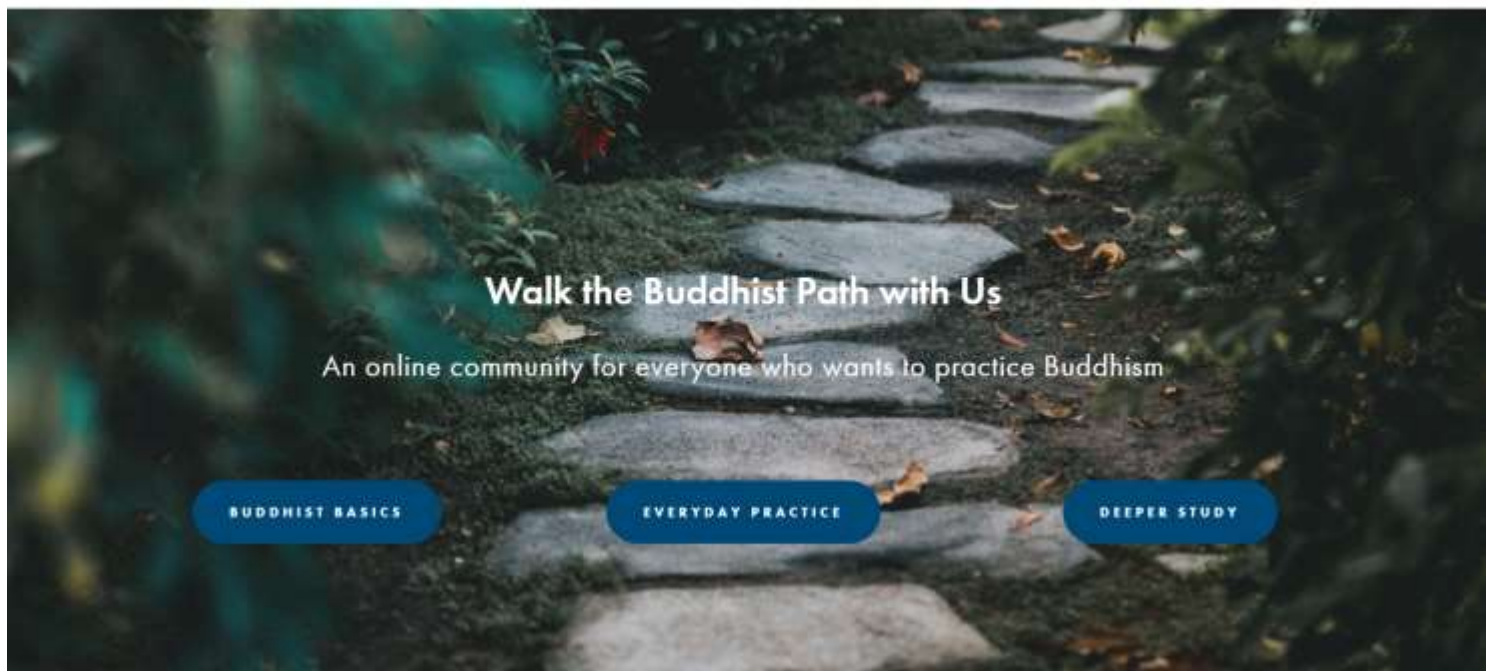 Walk the Buddhist Path with Us
An online community for everyone who wants to practice Buddhism
BUDDHIST BASICS
EVERYDAY PRACTICE
DEEPER STUDY